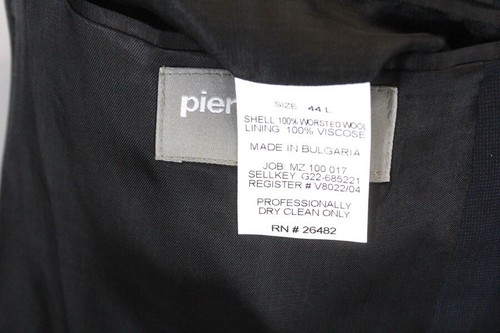 pier
SIZE 44 L
SHELL 100% WORSTED WOOL
LINING 100% VISCOSE
MADE IN BULGARIA
JOB: MZ 100.017
SELLKEY: G22-685221
REGISTER # V8022/04
PROFESSIONALLY
DRY CLEAN ONLY
RN # 26482